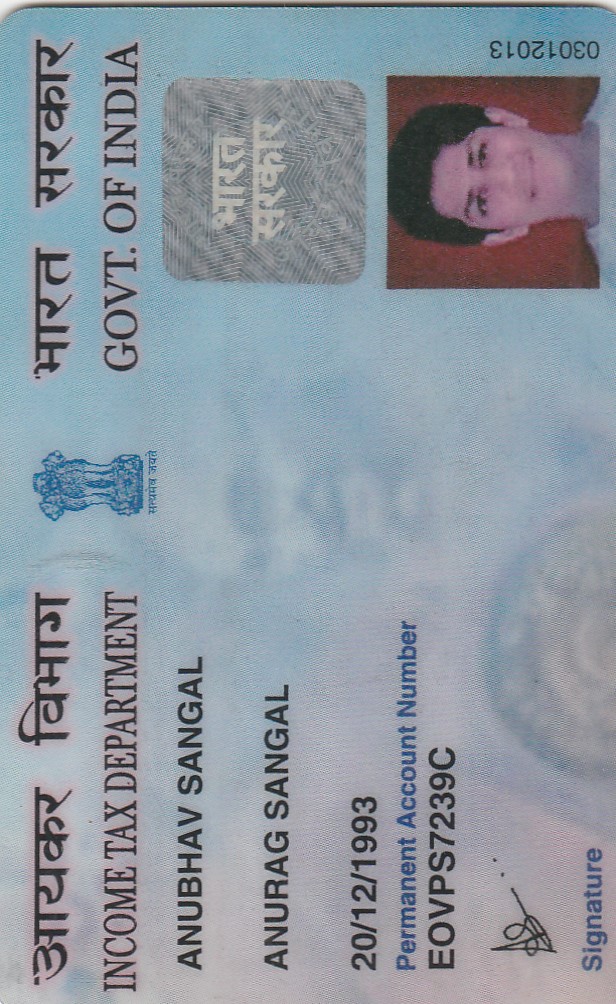 आयकर विभाग
INCOME TAX DEPARTMENT
सत्यमेव जयते
भारत सरकार
GOVT. OF INDIA
ANUBHAV SANGAL
ANURAG SANGAL
20/12/1993
Permanent Account Number
EOVPS7239C
Signature
भारत
सरकार
03012013